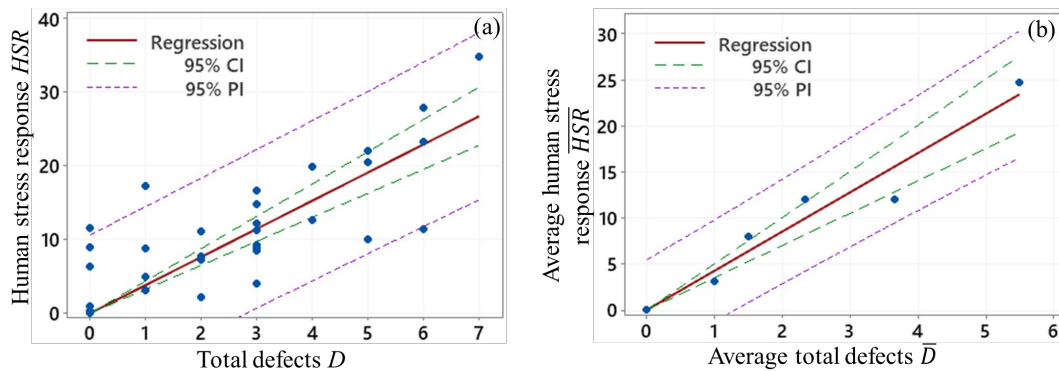 (a)
Human stress response HSR
40
30
20
10
0
Regression
95% CI
95% PI
0 1 2 3 4 5 6 7
Total defects D
(b)
Average human stress
response H̅S̅R̅
30
25
20
15
10
5
0
Regression
95% CI
95% PI
0 1 2 3 4 5 6
Average total defects D̅